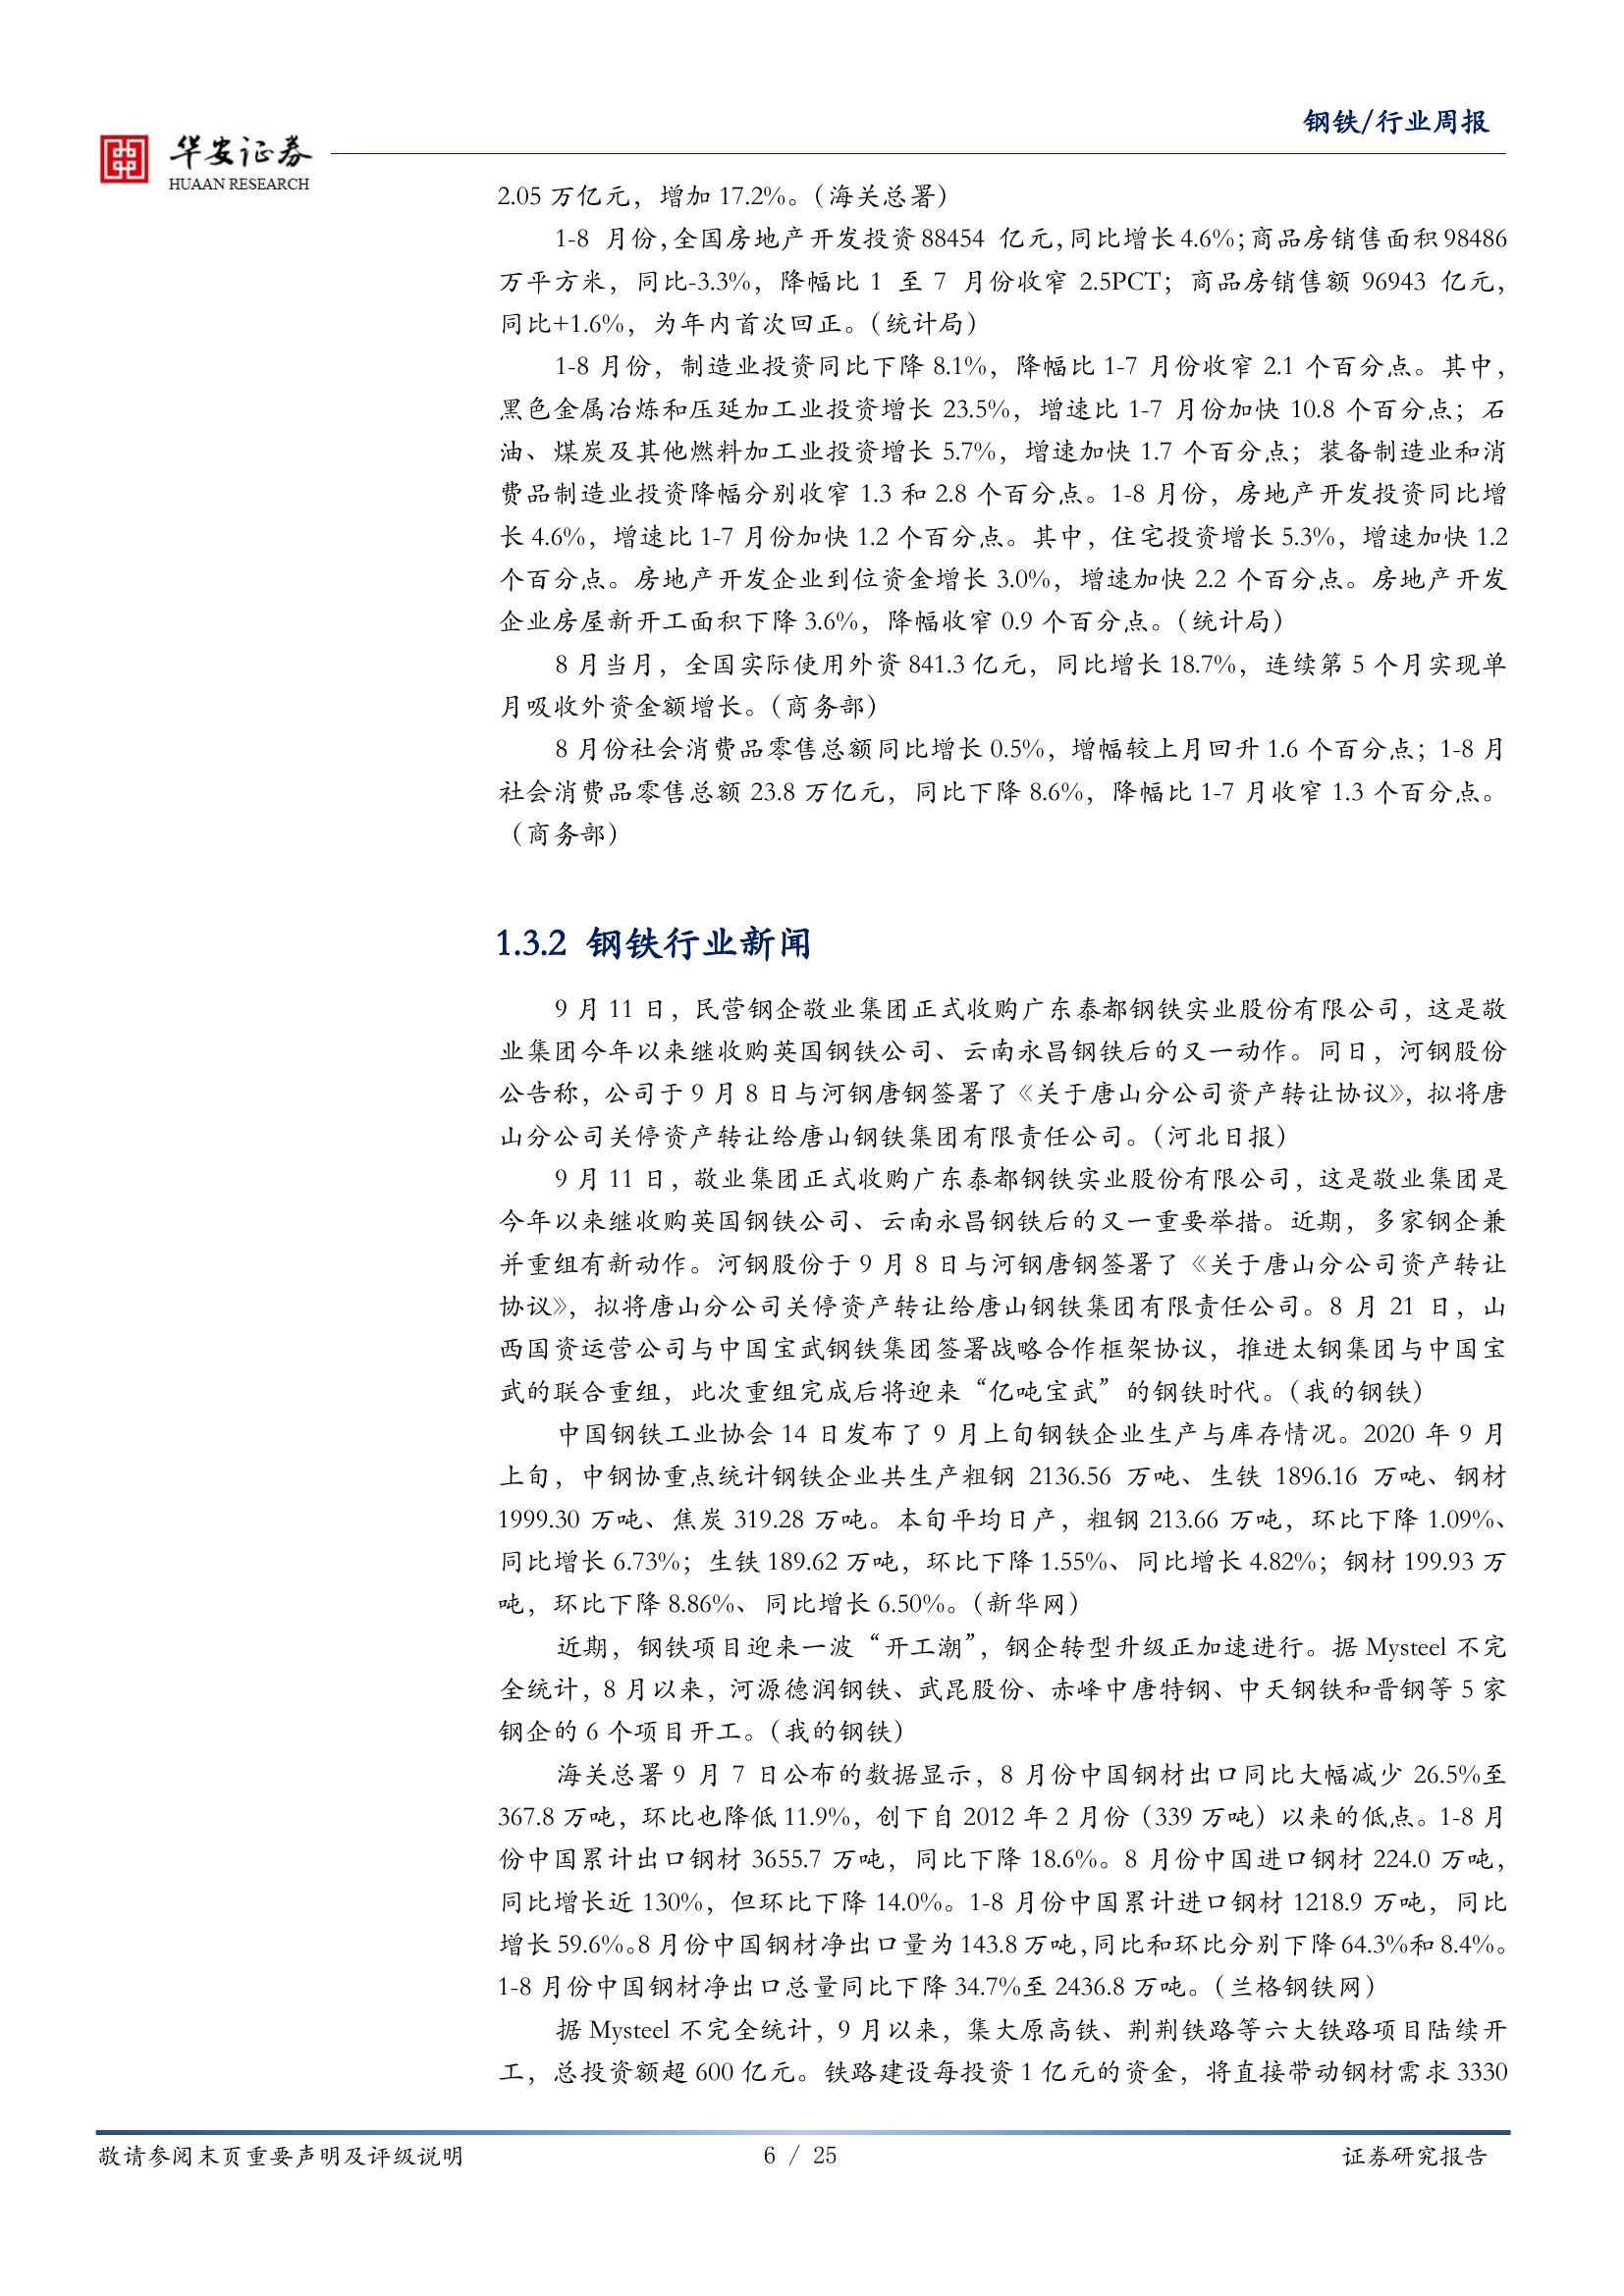 钢铁/行业周报
华安证券
HUAAN RESEARCH
2.05 万亿元，增加 17.2%。（海关总署）
1-8 月份，全国房地产开发投资 88454 亿元，同比增长 4.6%；商品房销售面积 98486
万平方米，同比-3.3%，降幅比 1 至 7 月份收窄 2.5PCT；商品房销售额 96943 亿元，
同比+1.6%，为年内首次回正。（统计局）
1-8 月份，制造业投资同比下降 8.1%，降幅比 1-7 月份收窄 2.1 个百分点。其中，
黑色金属冶炼和压延加工业投资增长 23.5%，增速比 1-7 月份加快 10.8 个百分点；石
油、煤炭及其他燃料加工业投资增长 5.7%，增速加快 1.7 个百分点；装备制造业和消
费品制造业投资降幅分别收窄 1.3 和 2.8 个百分点。1-8 月份，房地产开发投资同比增
长 4.6%，增速比 1-7 月份加快 1.2 个百分点。其中，住宅投资增长 5.3%，增速加快 1.2
个百分点。房地产开发企业到位资金增长 3.0%，增速加快 2.2 个百分点。房地产开发
企业房屋新开工面积下降 3.6%，降幅收窄 0.9 个百分点。（统计局）
8 月当月，全国实际使用外资 841.3 亿元，同比增长 18.7%，连续第 5 个月实现单
月吸收外资金额增长。（商务部）
8 月份社会消费品零售总额同比增长 0.5%，增幅较上月回升 1.6 个百分点；1-8 月
社会消费品零售总额 23.8 万亿元，同比下降 8.6%，降幅比 1-7 月收窄 1.3 个百分点。
（商务部）
1.3.2 钢铁行业新闻
9 月 11 日，民营钢企敬业集团正式收购广东泰都钢铁实业股份有限公司，这是敬
业集团今年以来继收购英国钢铁公司、云南永昌钢铁后的又一动作。同日，河钢股份
公告称，公司于 9 月 8 日与河钢唐钢签署了《关于唐山分公司资产转让协议》，拟将唐
山分公司关停资产转让给唐山钢铁集团有限责任公司。（河北日报）
9 月 11 日，敬业集团正式收购广东泰都钢铁实业股份有限公司，这是敬业集团是
今年以来继收购英国钢铁公司、云南永昌钢铁后的又一重要举措。近期，多家钢企兼
并重组有新动作。河钢股份于 9 月 8 日与河钢唐钢签署了《关于唐山分公司资产转让
协议》，拟将唐山分公司关停资产转让给唐山钢铁集团有限责任公司。8 月 21 日，山
西国资运营公司与中国宝武钢铁集团签署战略合作框架协议，推进太钢集团与中国宝
武的联合重组，此次重组完成后将迎来“亿吨宝武”的钢铁时代。（我的钢铁）
中国钢铁工业协会 14 日发布了 9 月上旬钢铁企业生产与库存情况。2020 年 9 月
上旬，中钢协重点统计钢铁企业共生产粗钢 2136.56 万吨、生铁 1896.16 万吨、钢材
1999.30 万吨、焦炭 319.28 万吨。本旬平均日产，粗钢 213.66 万吨，环比下降 1.09%、
同比增长 6.73%；生铁 189.62 万吨，环比下降 1.55%、同比增长 4.82%；钢材 199.93 万
吨，环比下降 8.86%、同比增长 6.50%。（新华网）
近期，钢铁项目迎来一波“开工潮”，钢企转型升级正加速进行。据 Mysteel 不完
全统计，8 月以来，河源德润钢铁、武昆股份、赤峰中唐特钢、中天钢铁和晋钢等 5 家
钢企的 6 个项目开工。（我的钢铁）
海关总署 9 月 7 日公布的数据显示，8 月份中国钢材出口同比大幅减少 26.5%至
367.8 万吨，环比也降低 11.9%，创下自 2012 年 2 月份（339 万吨）以来的低点。1-8 月
份中国累计出口钢材 3655.7 万吨，同比下降 18.6%。8 月份中国进口钢材 224.0 万吨，
同比增长近 130%，但环比下降 14.0%。1-8 月份中国累计进口钢材 1218.9 万吨，同比
增长 59.6%。8 月份中国钢材净出口量为 143.8 万吨，同比和环比分别下降 64.3%和 8.4%。
1-8 月份中国钢材净出口总量同比下降 34.7%至 2436.8 万吨。（兰格钢铁网）
据 Mysteel 不完全统计，9 月以来，集大原高铁、荆荆铁路等六大铁路项目陆续开
工，总投资额超 600 亿元。铁路建设每投资 1 亿元的资金，将直接带动钢材需求 3330
敬请参阅末页重要声明及评级说明
6 / 25
证券研究报告